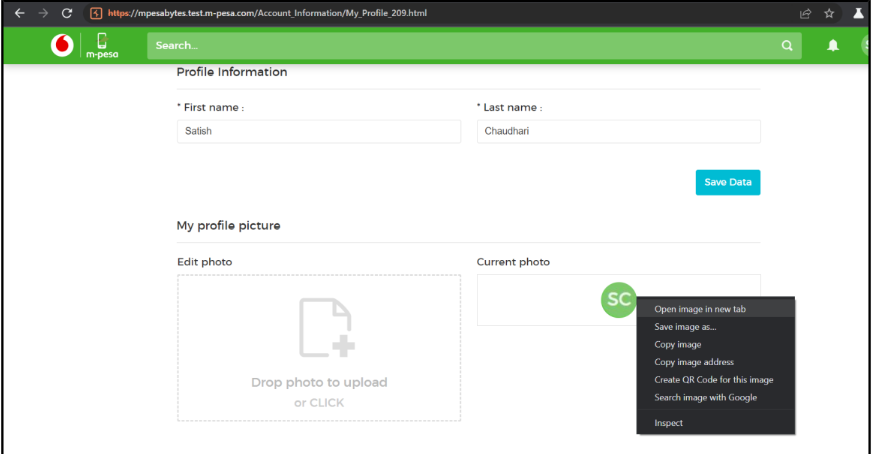 https://mpesabytes.test.m-pesa.com/Account_Information/My_Profile_209.html
m-pesa
Search...
Profile Information
* First name :
* Last name :
Satish
Chaudhari
Save Data
My profile picture
Edit photo
Current photo
SC
Drop photo to upload
or CLICK
Open image in new tab
Save image as...
Copy image
Copy image address
Create QR Code for this image
Search image with Google
Inspect